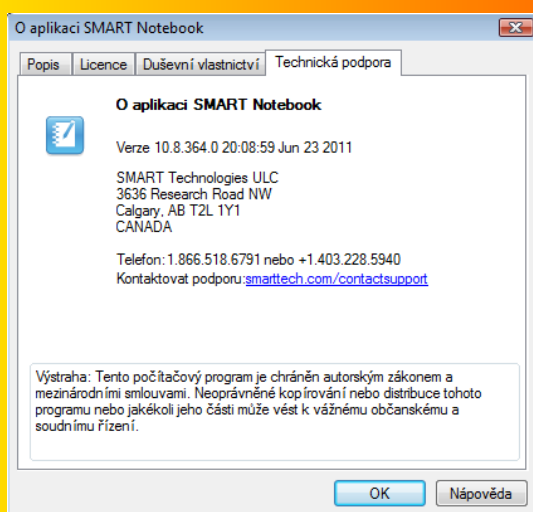 O aplikaci SMART Notebook
Popis Licence Duševní vlastnictví Technická podpora
O aplikaci SMART Notebook
Verze 10.8.364.0 20:08:59 Jun 23 2011
SMART Technologies ULC
3636 Research Road NW
Calgary, AB T2L 1Y1
CANADA
Telefon: 1.866.518.6791 nebo +1.403.228.5940
Kontaktovat podporu:smarttech.com/contactsupport
Výstraha: Tento počítačový program je chráněn autorským zákonem a
mezinárodními smlouvami. Neoprávněné kopírování nebo distribuce tohoto
programu nebo jakékoli jeho části může vést k vážnému občanskému a
soudnímu řízení.
OK Nápověda